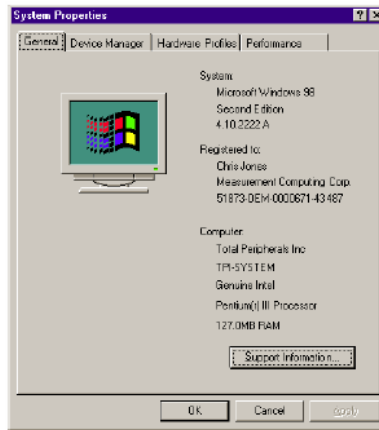 System Properties
General Device Manager Hardware Profiles Performance
System:
Microsoft Windows 98
Second Edition
4.10.2222 A
Registered to:
Chris Jones
Measurement Computing Corp.
51873-OEM-0000671-43487
Computer:
Total Peripherals Inc
TPI-SYSTEM
Genuine Intel
Pentium(r) III Processor
127.0MB RAM
Support Information...
OK Cancel Apply